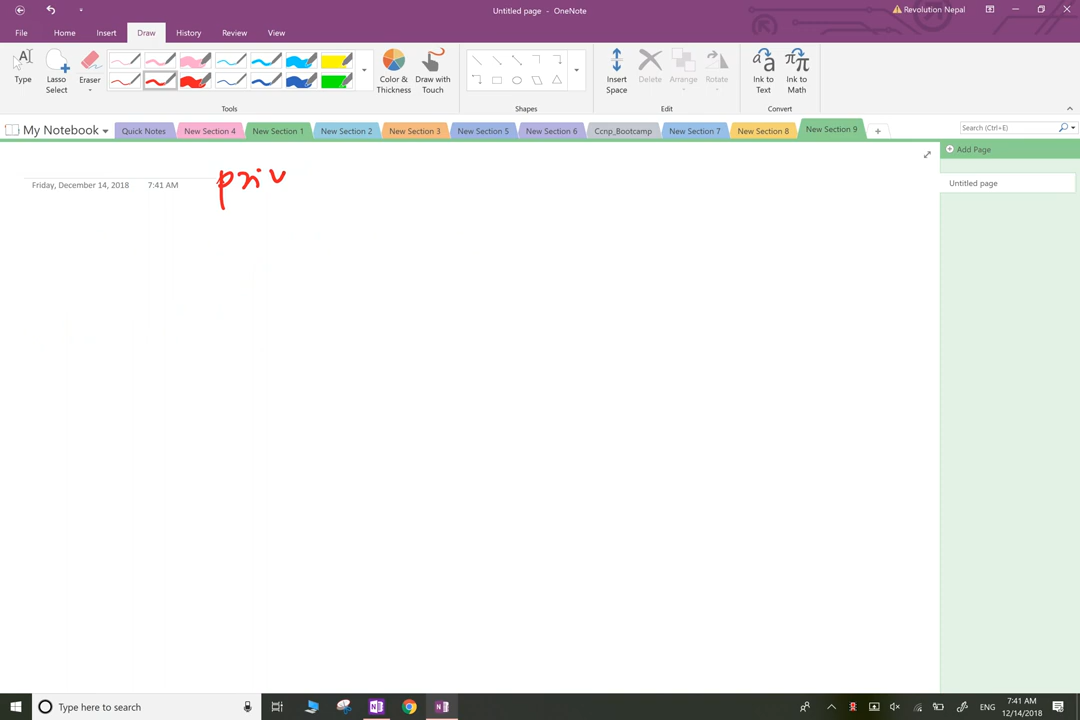 Untitled page - OneNote
Revolution Nepal
File Home Insert Draw History Review View
Type
Lasso Select
Eraser
Color & Thickness
Draw with Touch
Insert Space
Delete
Arrange
Rotate
Ink to Text
Ink to Math
Tools Shapes Edit Convert
My Notebook Quick Notes New Section 4 New Section 1 New Section 2 New Section 3 New Section 5 New Section 6 Ccnp_Bootcamp New Section 7 New Section 8 New Section 9 + Search (Ctrl+E)
Add Page
Untitled page
Friday, December 14, 2018 7:41 AM
priv
Type here to search
ENG
7:41 AM
12/14/2018